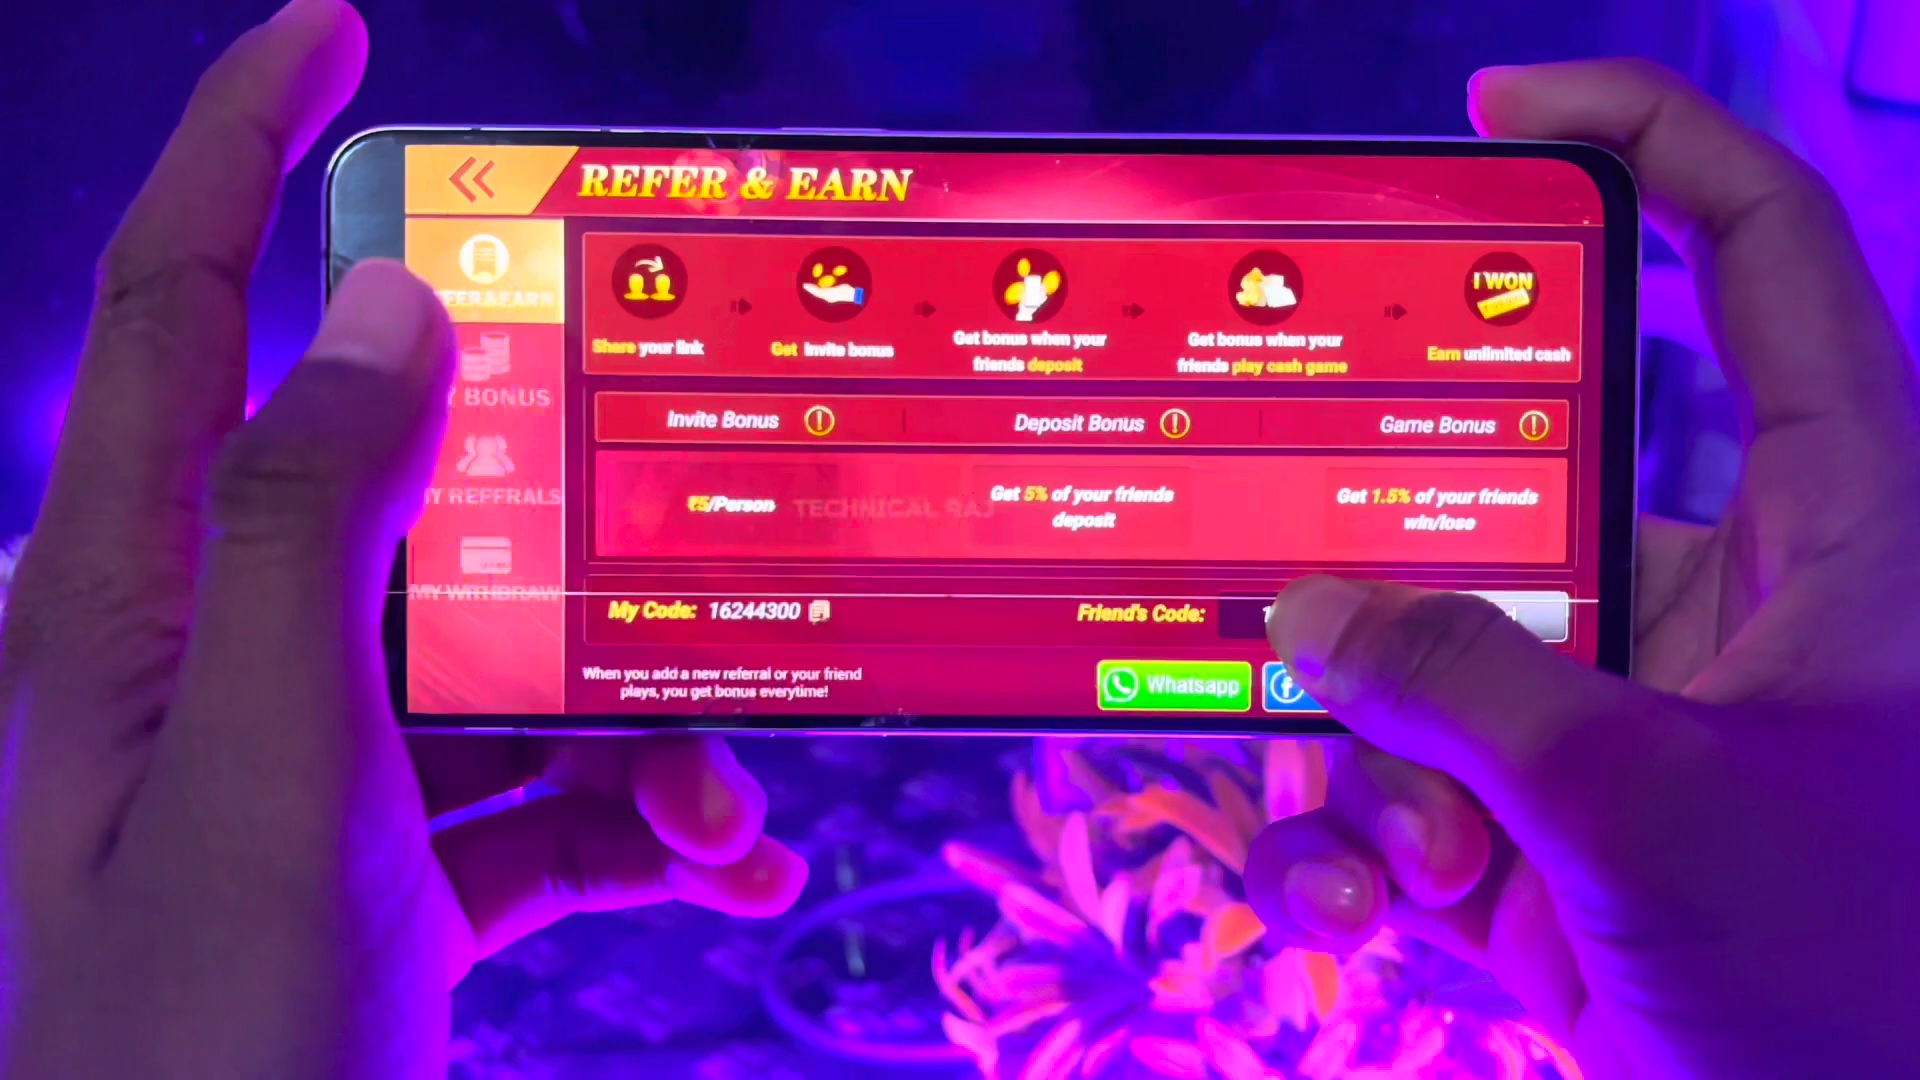 REFER & EARN
I WON
Share your link
Get Invite bonus
Get bonus when your
friends deposit
Get bonus when your
friends play cash game
Earn unlimited cash
BONUS
REFFRALS
MY WITHDRAW
Invite Bonus
Deposit Bonus
Game Bonus
₹5/Person
TECHNICAL RAJ
Get 5% of your friends
deposit
Get 1.5% of your friends
win/lose
My Code: 16244300
Friend's Code:
When you add a new referral or your friend
plays, you get bonus everytime!
Whatsapp